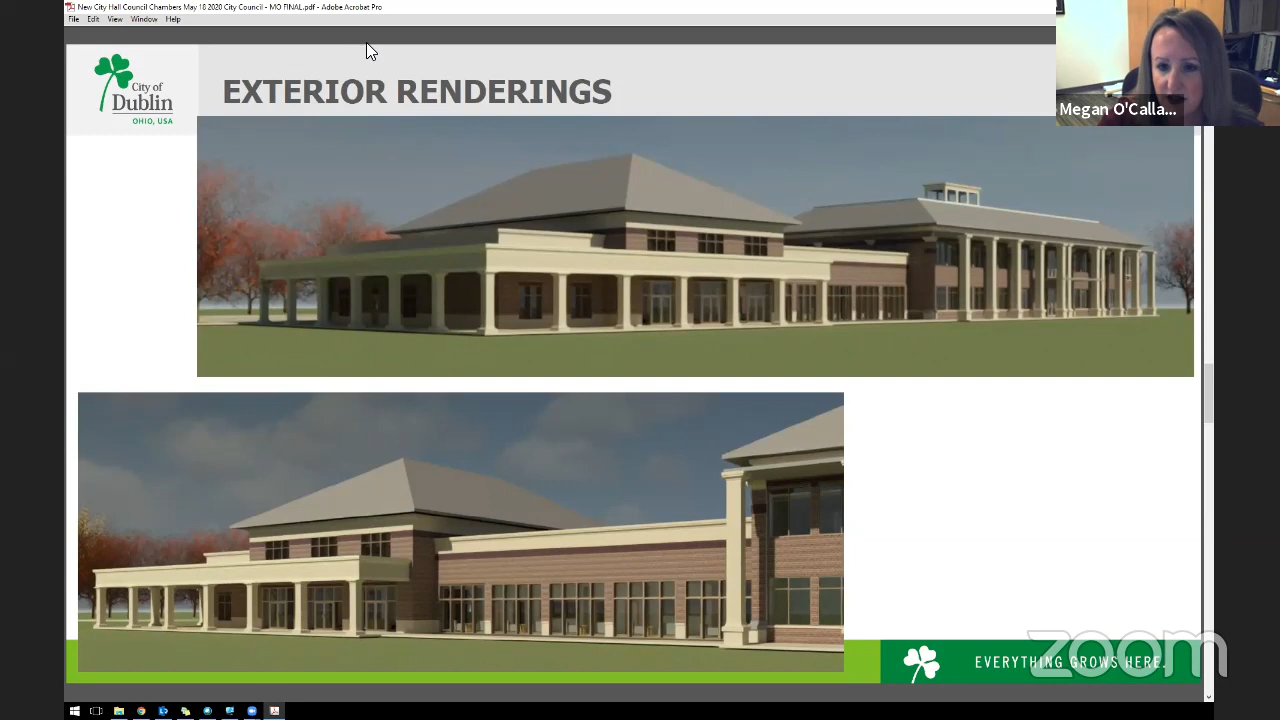 New City Hall Council Chambers May 18 2020 City Council - MO FINAL.pdf - Adobe Acrobat Pro
File Edit View Window Help
City of
Dublin
OHIO, USA
EXTERIOR RENDERINGS
Megan O'Calla...
EVERYTHING GROWS HERE.
zoom